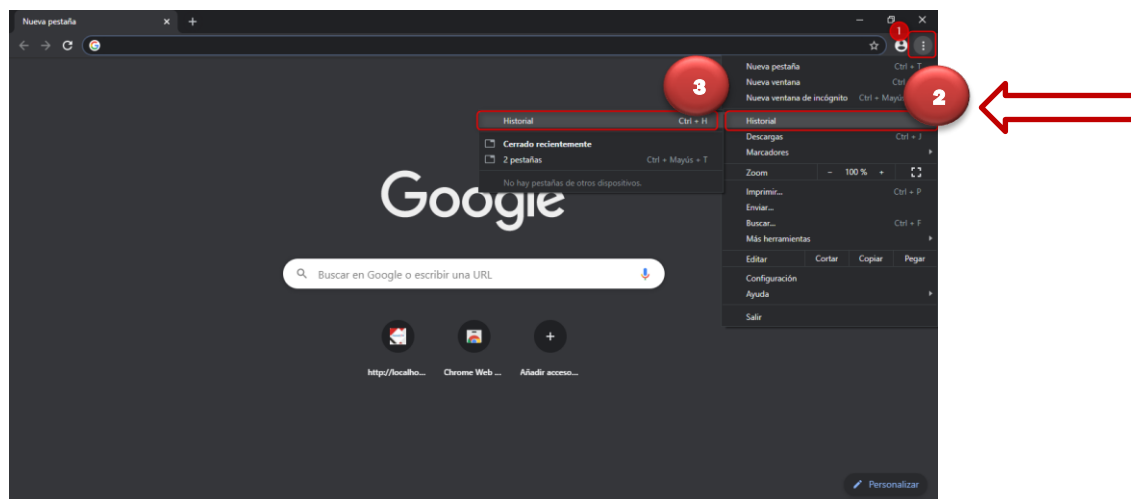 Nueva pestaña
1
Nueva pestaña Ctrl + T
Nueva ventana Ctrl
Nueva ventana de incógnito Ctrl + Mayús
3
2
Historial Ctrl + H
Historial
Cerrado recientemente
Descargas Ctrl + J
2 pestañas Ctrl + Mayús + T
Marcadores
No hay pestañas de otros dispositivos.
Zoom - 100 % +
Google
Imprimir... Ctrl + P
Enviar...
Buscar... Ctrl + F
Más herramientas
Editar Cortar Copiar Pegar
Buscar en Google o escribir una URL
Configuración
Ayuda
Salir
http://localho... Chrome Web ... Añadir acceso...
Personalizar